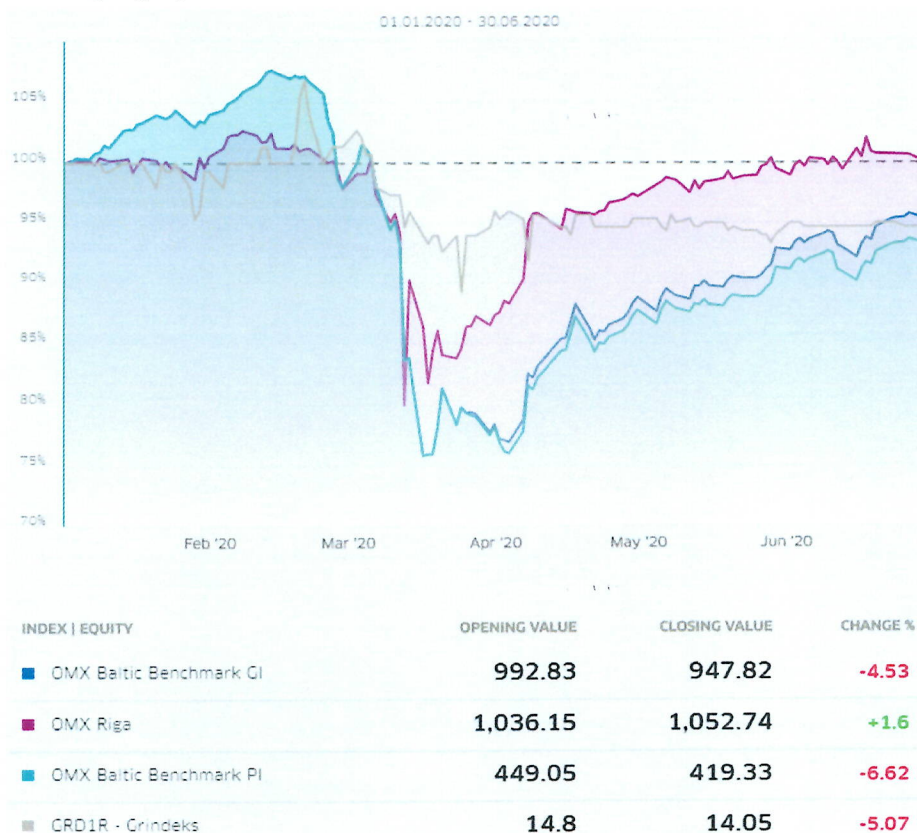 01.01.2020 - 30.06.2020
105%
100%
95%
90%
85%
80%
75%
70%
Feb '20 Mar '20 Apr '20 May '20 Jun '20
INDEX | EQUITY OPENING VALUE CLOSING VALUE CHANGE %
OMX Baltic Benchmark GI 992.83 947.82 -4.53
OMX Riga 1,036.15 1,052.74 +1.6
OMX Baltic Benchmark PI 449.05 419.33 -6.62
GRD1R - Grindeks 14.8 14.05 -5.07